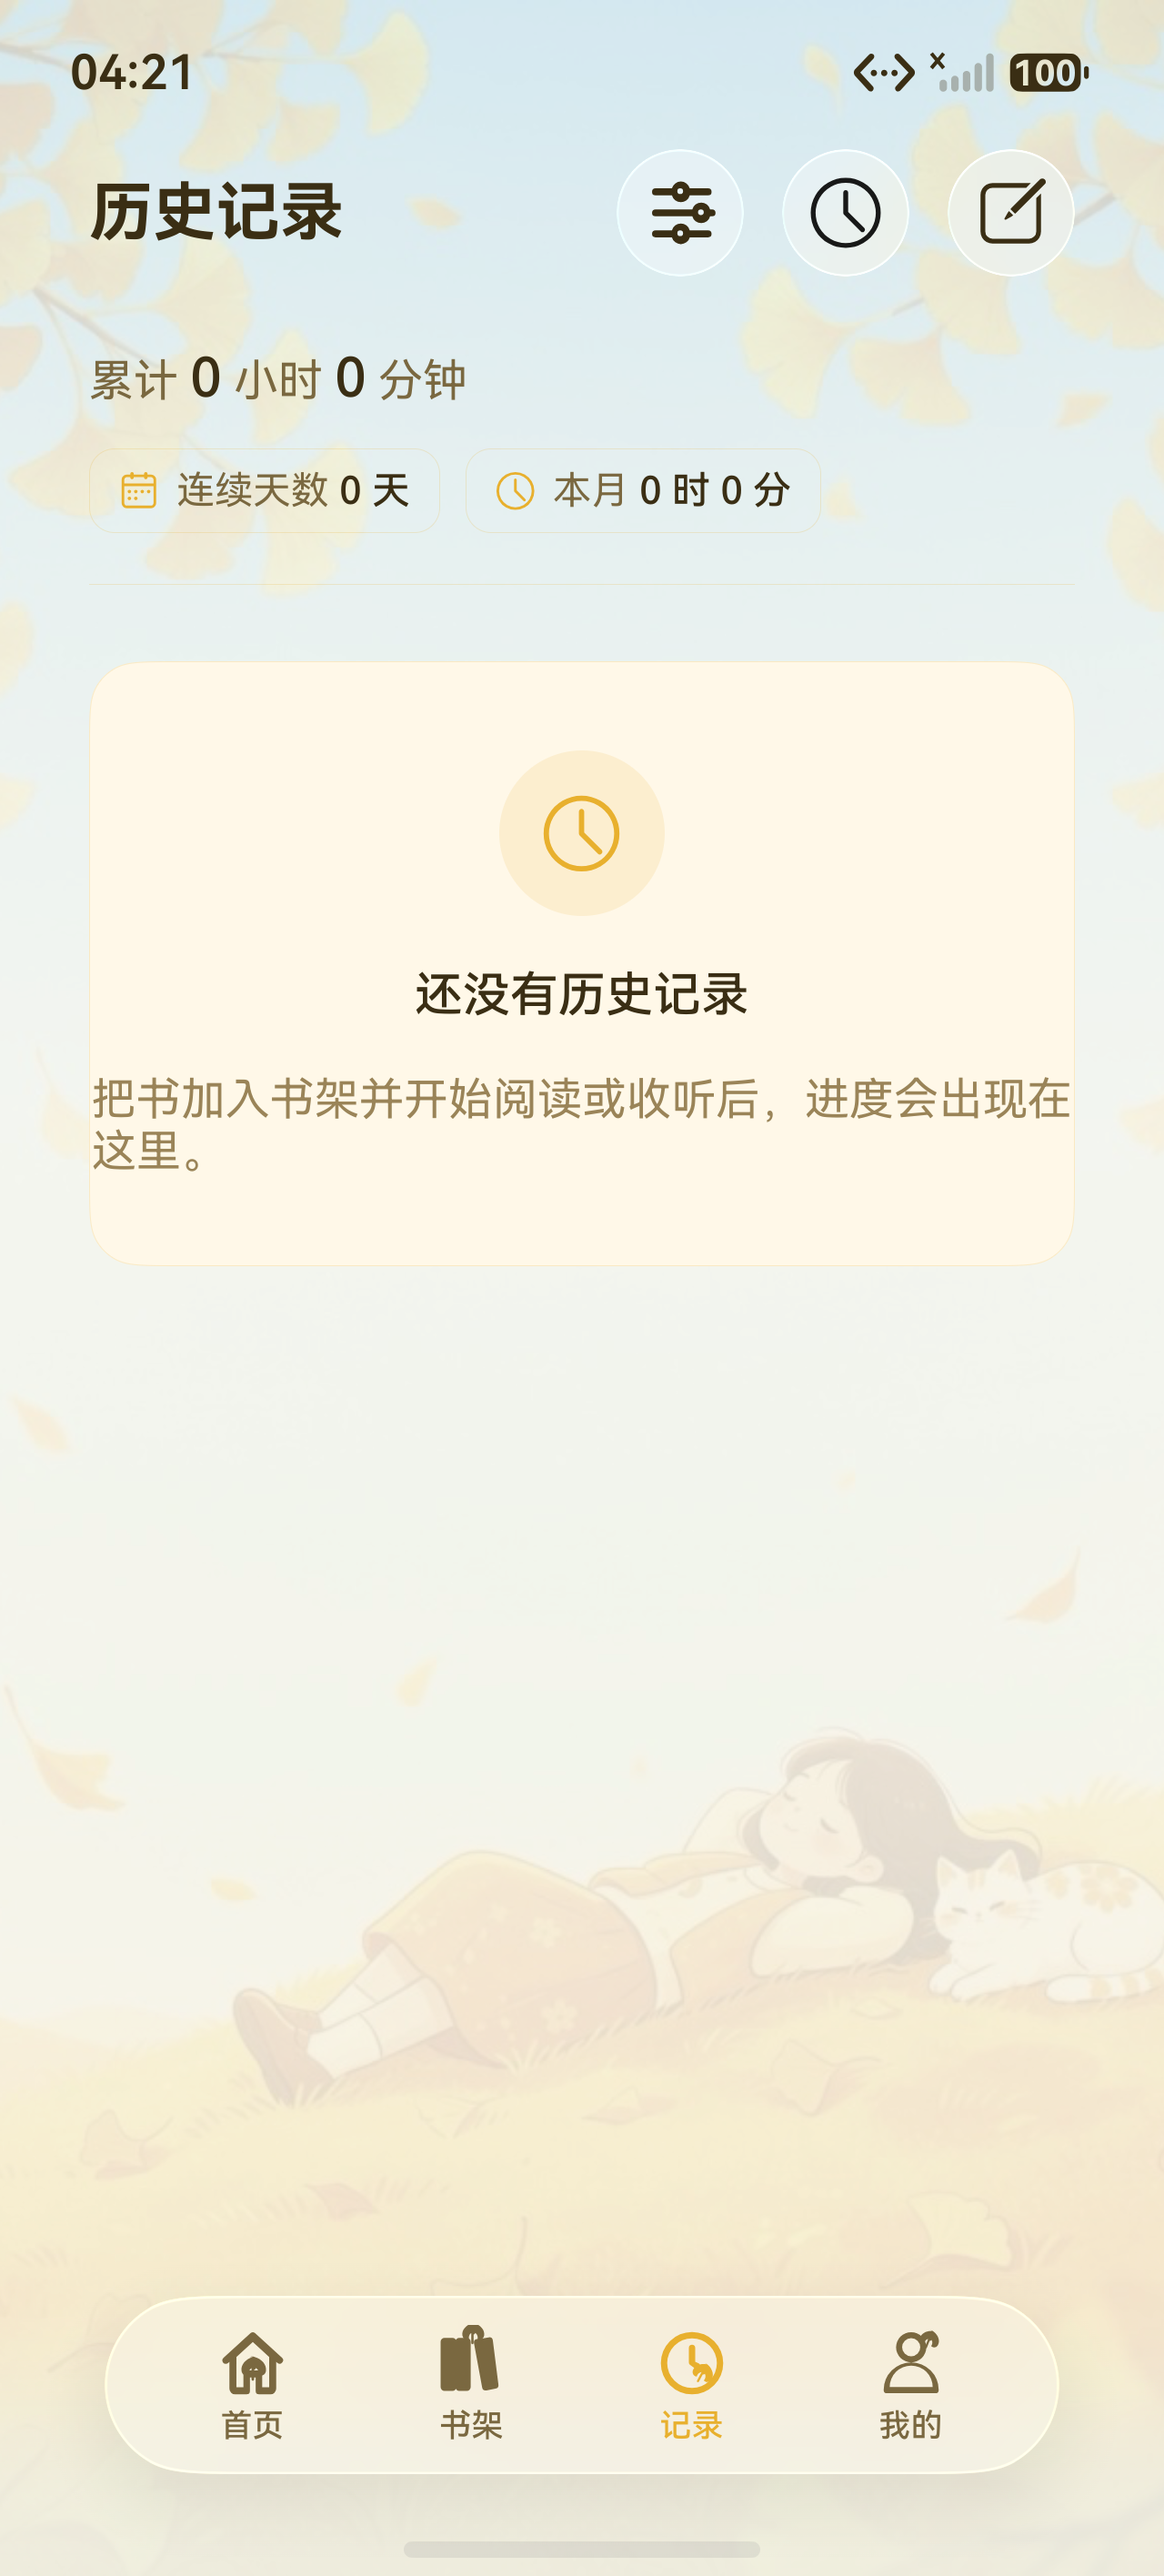 04:21
100
历史记录
累计 0 小时 0 分钟
连续天数 0 天
本月 0 时 0 分
还没有历史记录
把书加入书架并开始阅读或收听后，进度会出现在
这里。
首页
书架
记录
我的